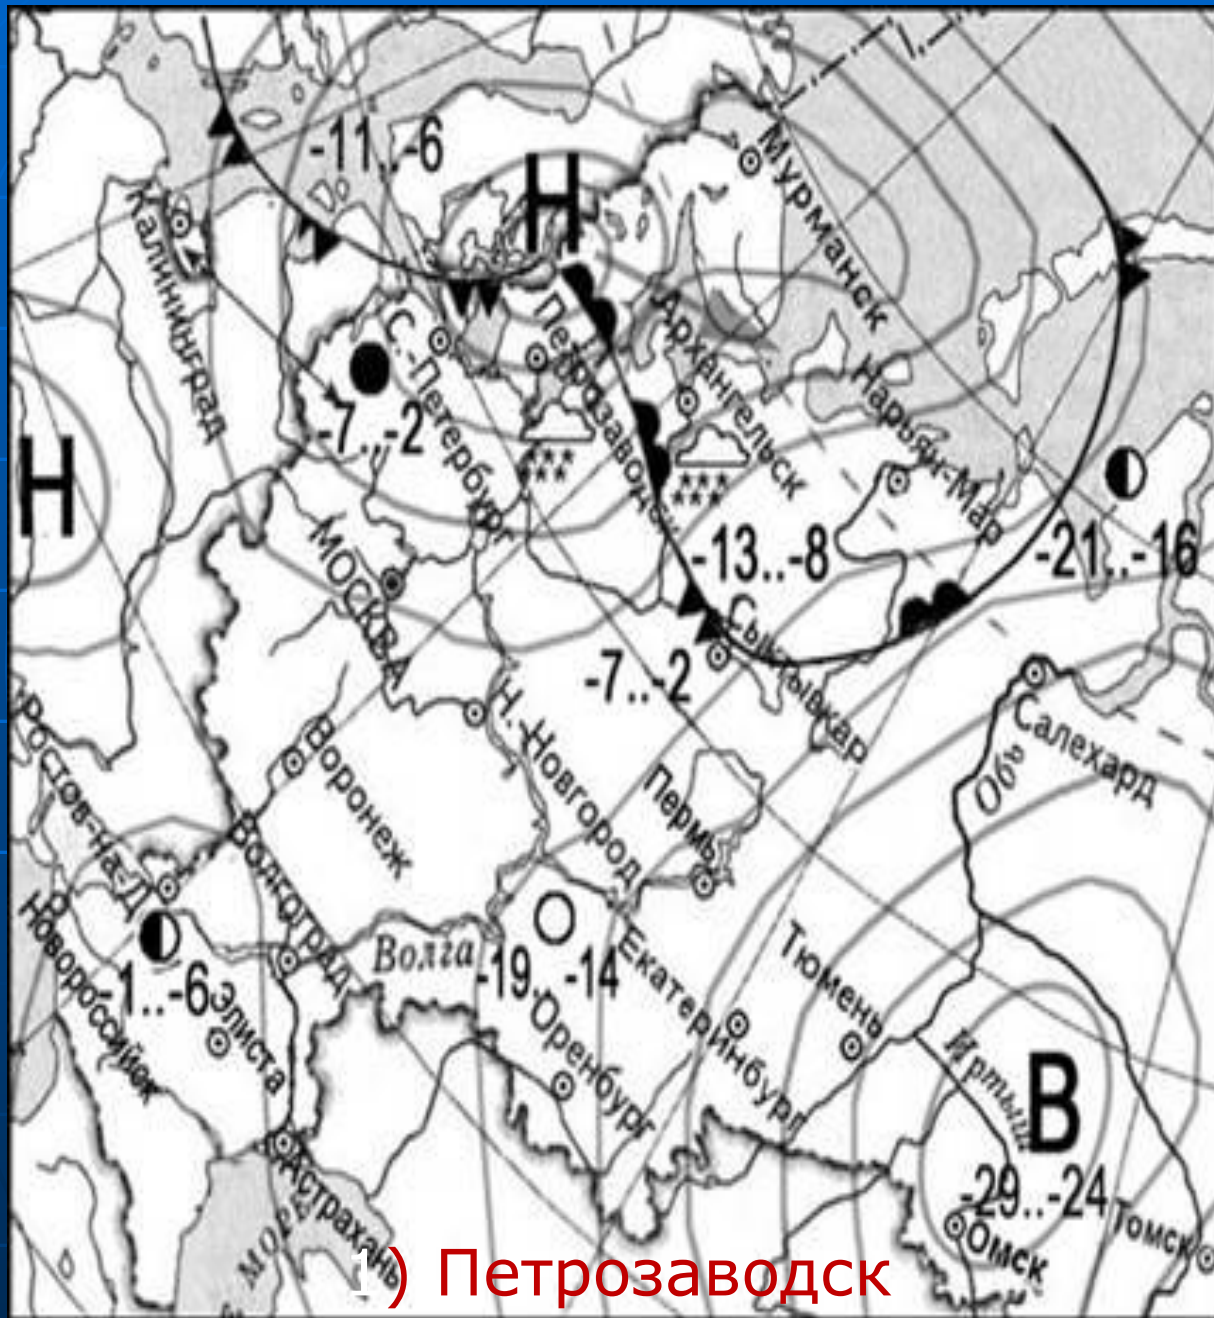 -11..-6
Н
Мурманск
Калининград
С.-Петербург
Петрозаводск
Архангельск
Нарьян-Мар
-7..-2
Н
МОСКВА
-13..-8
-21..-16
Сыктывкар
-7..-2
Н.-Новгород
Салехард
Обь
Воронеж
Пермь
Ростов-на-Д
Волгоград
Новороссийск
Волга
-19..-14
Екатеринбург
Тюмень
-1..-6
Элиста
Оренбург
Иртыш
В
-29..-24
Омск
Томск
Астрахань
МОРЕ
1) Петрозаводск